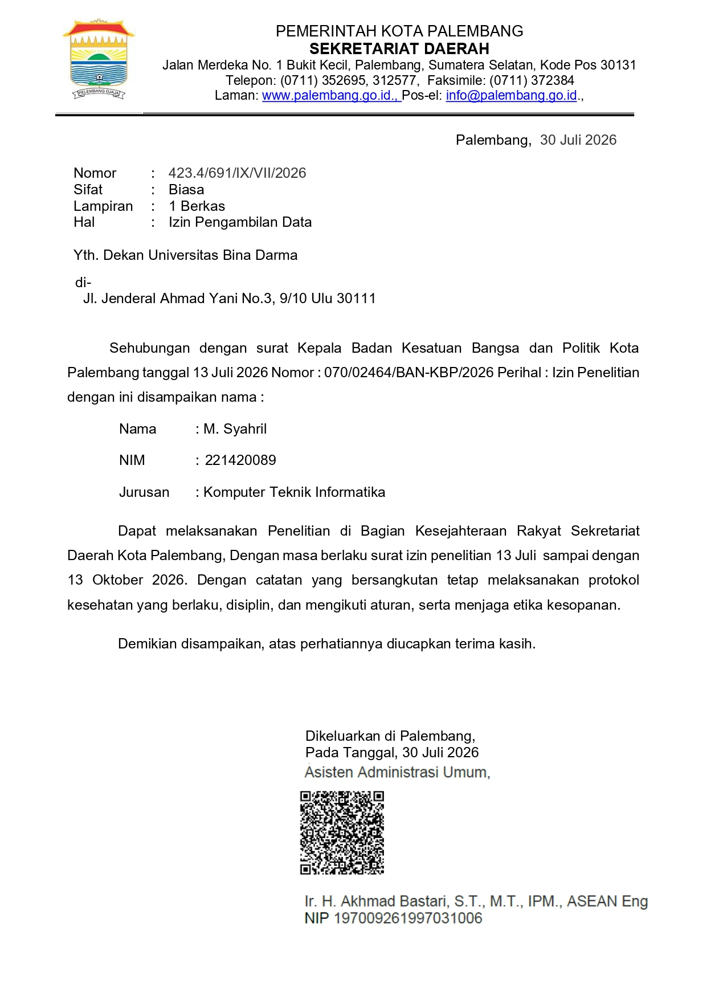 PEMERINTAH KOTA PALEMBANG
SEKRETARIAT DAERAH
Jalan Merdeka No. 1 Bukit Kecil, Palembang, Sumatera Selatan, Kode Pos 30131
Telepon: (0711) 352695, 312577, Faksimile: (0711) 372384
Laman: www.palembang.go.id., Pos-el: info@palembang.go.id.,
PALEMBANG DJAJA
Palembang, 30 Juli 2026
Nomor : 423.4/691/IX/VII/2026
Sifat : Biasa
Lampiran : 1 Berkas
Hal : Izin Pengambilan Data
Yth. Dekan Universitas Bina Darma
di-
Jl. Jenderal Ahmad Yani No.3, 9/10 Ulu 30111
Sehubungan dengan surat Kepala Badan Kesatuan Bangsa dan Politik Kota
Palembang tanggal 13 Juli 2026 Nomor : 070/02464/BAN-KBP/2026 Perihal : Izin Penelitian
dengan ini disampaikan nama :
Nama : M. Syahril
NIM : 221420089
Jurusan : Komputer Teknik Informatika
Dapat melaksanakan Penelitian di Bagian Kesejahteraan Rakyat Sekretariat
Daerah Kota Palembang, Dengan masa berlaku surat izin penelitian 13 Juli sampai dengan
13 Oktober 2026. Dengan catatan yang bersangkutan tetap melaksanakan protokol
kesehatan yang berlaku, disiplin, dan mengikuti aturan, serta menjaga etika kesopanan.
Demikian disampaikan, atas perhatiannya diucapkan terima kasih.
Dikeluarkan di Palembang,
Pada Tanggal, 30 Juli 2026
Asisten Administrasi Umum,
Ir. H. Akhmad Bastari, S.T., M.T., IPM., ASEAN Eng
NIP 197009261997031006